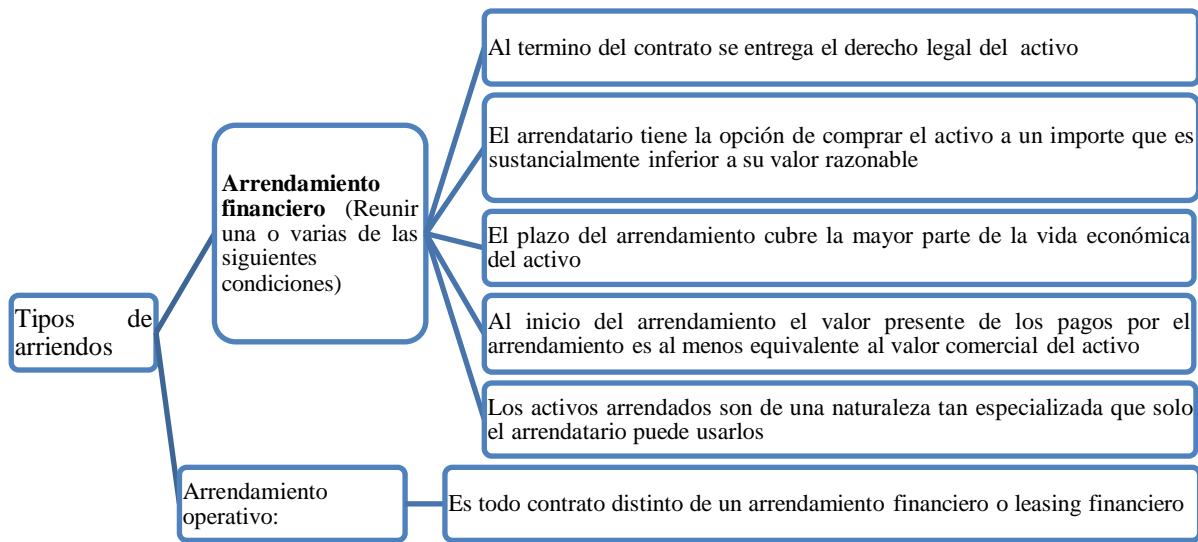 Tipos de
arriendos
Arrendamiento
financiero (Reunir
una o varias de las
siguientes
condiciones)
Al termino del contrato se entrega el derecho legal del activo
El arrendatario tiene la opción de comprar el activo a un importe que es
sustancialmente inferior a su valor razonable
El plazo del arrendamiento cubre la mayor parte de la vida económica
del activo
Al inicio del arrendamiento el valor presente de los pagos por el
arrendamiento es al menos equivalente al valor comercial del activo
Los activos arrendados son de una naturaleza tan especializada que solo
el arrendatario puede usarlos
Arrendamiento
operativo:
Es todo contrato distinto de un arrendamiento financiero o leasing financiero